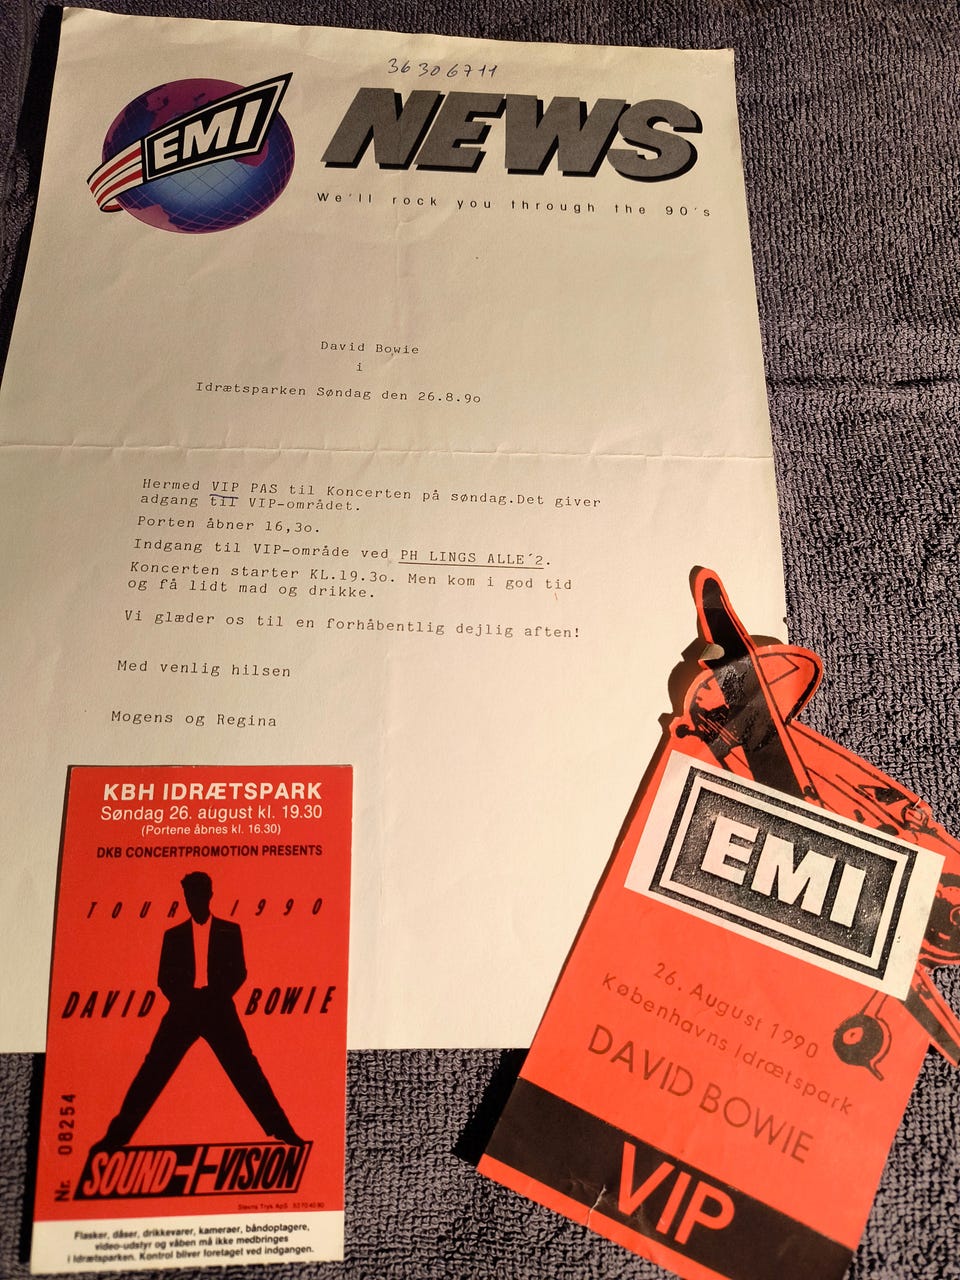 36306711
EMI NEWS
We'll rock you through the 90's
David Bowie
i
Idrætsparken Søndag den 26.8.9o
Hermed VIP PAS til Koncerten på søndag.Det giver
adgang til VIP-området.
Porten åbner 16,3o.
Indgang til VIP-område ved PH LINGS ALLE´2.
Koncerten starter KL.19.3o. Men kom i god tid
og få lidt mad og drikke.
Vi glæder os til en forhåbentlig dejlig aften!
Med venlig hilsen
Mogens og Regina
KBH IDRÆTSPARK
Søndag 26. august kl. 19.30
(Portene åbnes kl. 16.30)
DKB CONCERTPROMOTION PRESENTS
TOUR 1990
DAVID BOWIE
Nr. 08254
SOUND+VISION
Stavns Tryk ApS
Flasker, dåser, drikkevarer, kameraer, båndoptagere,
video-udstyr og våben må ikke medbringes
i Idrætsparken. Kontrol bliver foretaget ved indgangen.
EMI
26. August 1990
Københavns Idrætspark
DAVID BOWIE
VIP